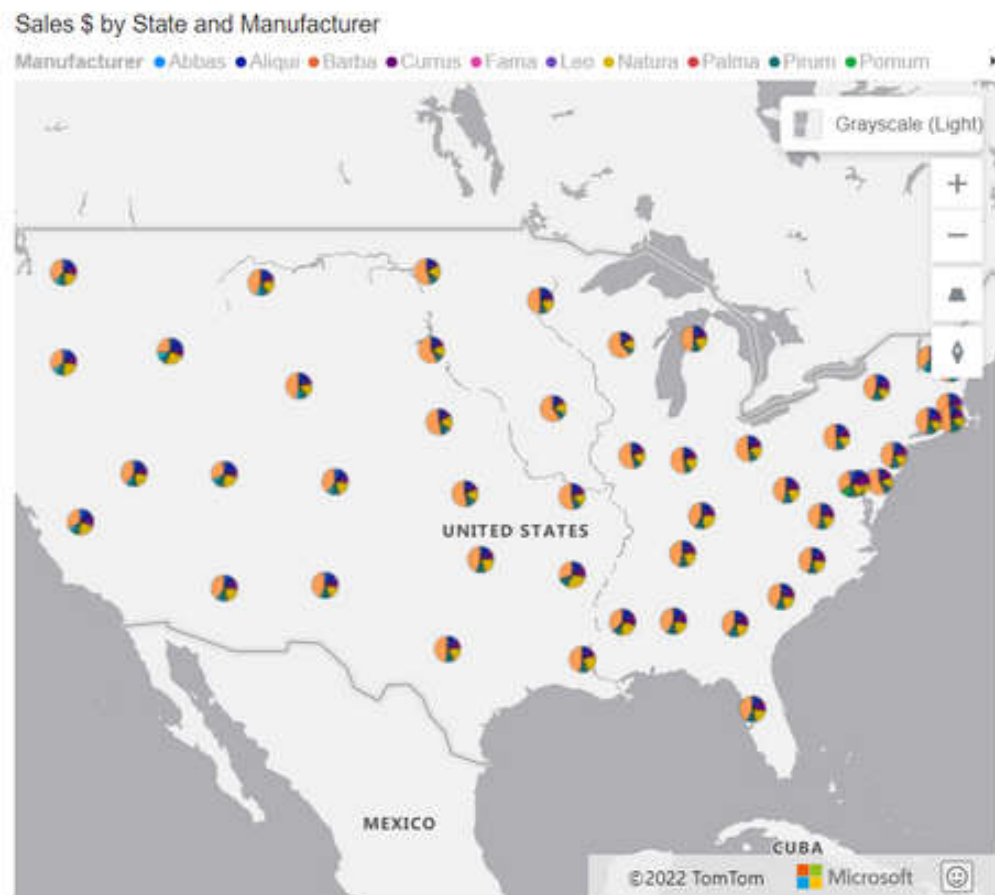 Sales $ by State and Manufacturer
Manufacturer Abbas Aliqui Barba Currus Fama Leo Natura Palma Pirum Pomum
Grayscale (Light)
UNITED STATES
MEXICO
CUBA
©2022 TomTom Microsoft